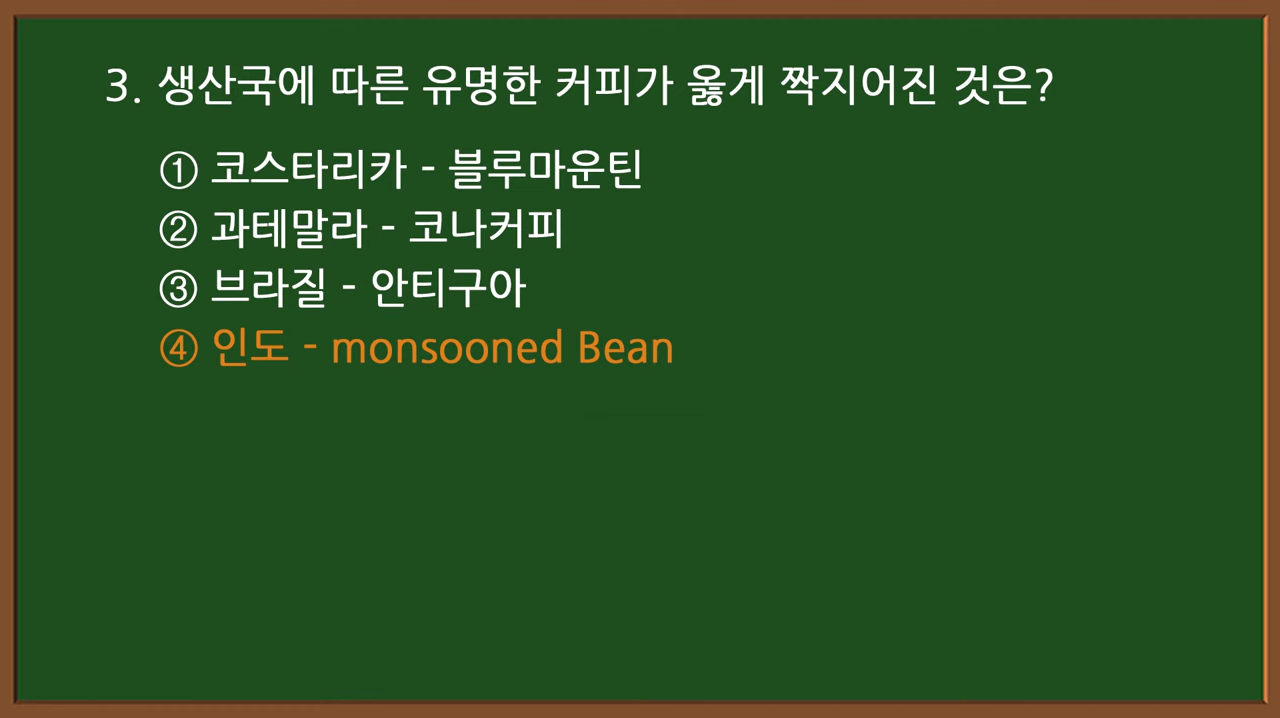 3. 생산국에 따른 유명한 커피가 옳게 짝지어진 것은?
① 코스타리카 - 블루마운틴
② 과테말라 - 코나커피
③ 브라질 - 안티구아
④ 인도 - monsooned Bean